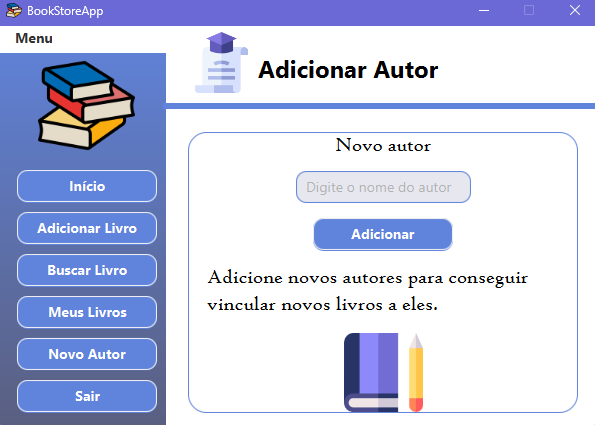 BookStoreApp
Menu
Adicionar Autor
Início
Adicionar Livro
Buscar Livro
Meus Livros
Novo Autor
Sair
Novo autor
Digite o nome do autor
Adicionar
Adicione novos autores para conseguir
vincular novos livros a eles.